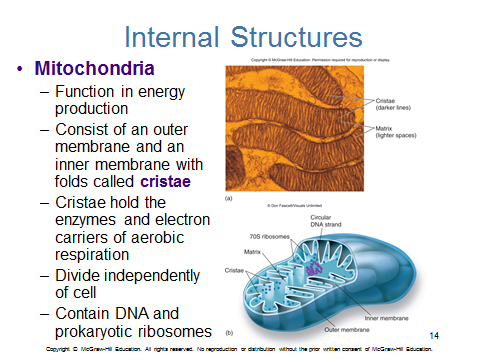 Internal Structures
• Mitochondria
– Function in energy
production
– Consist of an outer
membrane and an
inner membrane with
folds called cristae
– Cristae hold the
enzymes and electron
carriers of aerobic
respiration
– Divide independently
of cell
– Contain DNA and
prokaryotic ribosomes
Copyright © McGraw-Hill Education. Permission required for reproduction or display.
Cristae
(darker lines)
Matrix
(lighter spaces)
(a)
© Don Fawcett/Visuals Unlimited
Circular
DNA strand
70S ribosomes
Matrix
Cristae
Inner membrane
Outer membrane
(b)
14
Copyright © McGraw-Hill Education. All rights reserved. No reproduction or distribution without the prior written consent of McGraw-Hill Education.